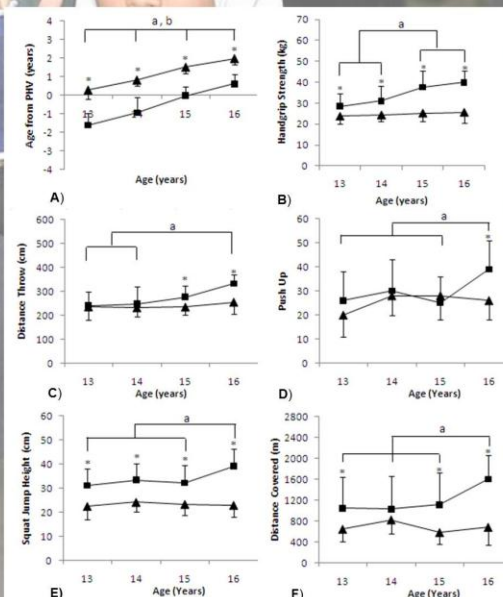 a, b
Age from PHV (years)
4
3
2
1
0
-1
-2
-3
-4
* * * *
13 14 15 16
Age (years)
A)
a
Handgrip Strength (kg)
70
60
50
40
30
20
10
0
* * * *
13 14 15 16
Age (years)
B)
a
Distance Throw (cm)
600
500
400
300
200
100
0
* *
13 14 15 16
Age (years)
C)
a
Push Up
60
40
20
0
*
13 14 15 16
Age (Years)
D)
a
Squat Jump Height (cm)
60
50
40
30
20
10
0
* * * *
13 14 15 16
Age (Years)
E)
a
Distance Covered (m)
2800
2400
2000
1600
1200
800
400
0
* * *
13 14 15 16
Age (Years)
F)